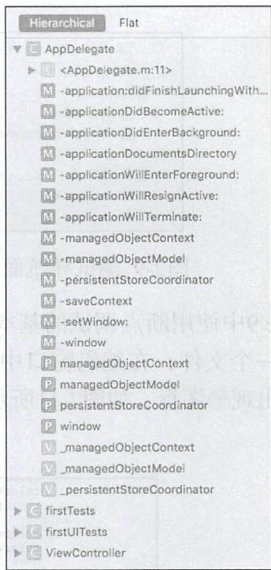 Hierarchical Flat
C AppDelegate
C <AppDelegate.m:11>
M -application:didFinishLaunchingWith...
M -applicationDidBecomeActive:
M -applicationDidEnterBackground:
M -applicationDocumentsDirectory
M -applicationWillEnterForeground:
M -applicationWillResignActive:
M -applicationWillTerminate:
M -managedObjectContext
M -managedObjectModel
M -persistentStoreCoordinator
M -saveContext
M -setWindow:
M -window
P managedObjectContext
P managedObjectModel
P persistentStoreCoordinator
P window
V _managedObjectContext
V _managedObjectModel
V _persistentStoreCoordinator
C firstTests
C firstUITests
C ViewController